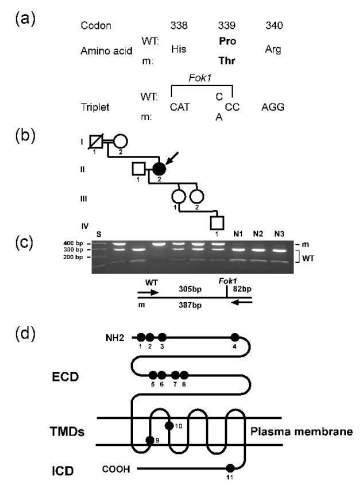 (a)
Codon 338 339 340
Amino acid WT: His Pro Arg
m: Thr
Fok1
WT: C
Triplet CAT CC AGG
m: A
(b)
I
1 2
II
1 2
III
1 2
IV
1
(c)
S N1 N2 N3
400 bp m
300 bp
200 bp WT
WT 305bp Fok1 82bp
m 387bp
(d)
NH2 1 2 3 4
ECD 5 6 7 8
10
TMDs Plasma membrane
9
ICD COOH 11